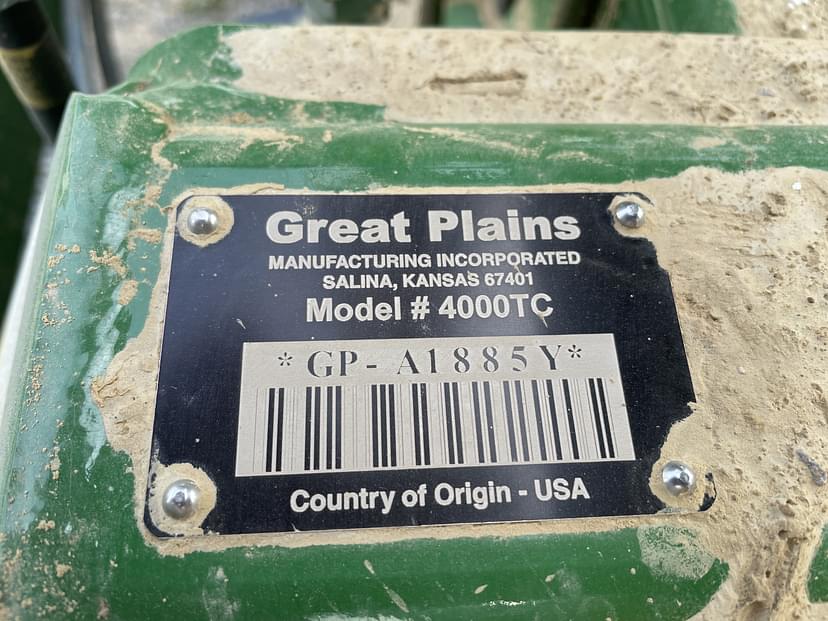 Great Plains
MANUFACTURING INCORPORATED
SALINA, KANSAS 67401
Model # 4000TC
*GP- A1885Y*
Country of Origin - USA